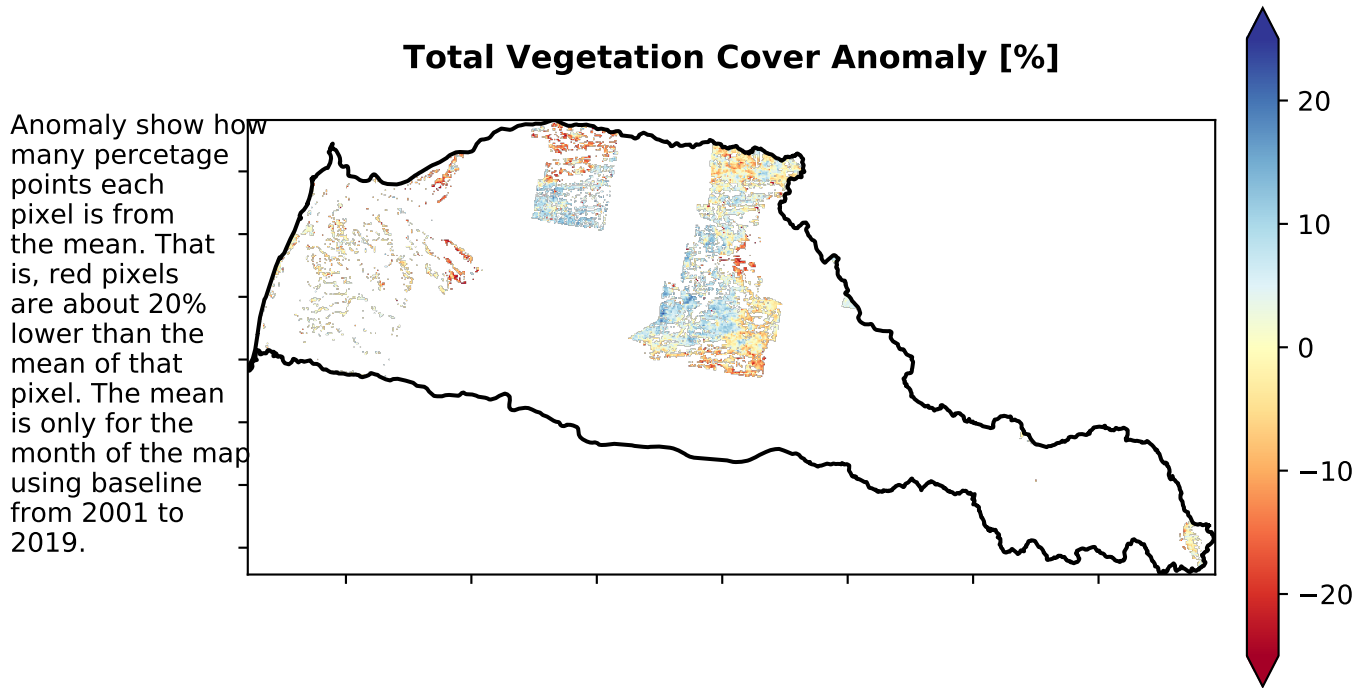 Total Vegetation Cover Anomaly [%]
Anomaly show how
many percetage
points each
pixel is from
the mean. That
is, red pixels
are about 20%
lower than the
mean of that
pixel. The mean
is only for the
month of the map
using baseline
from 2001 to
2019.
20
10
0
−10
−20